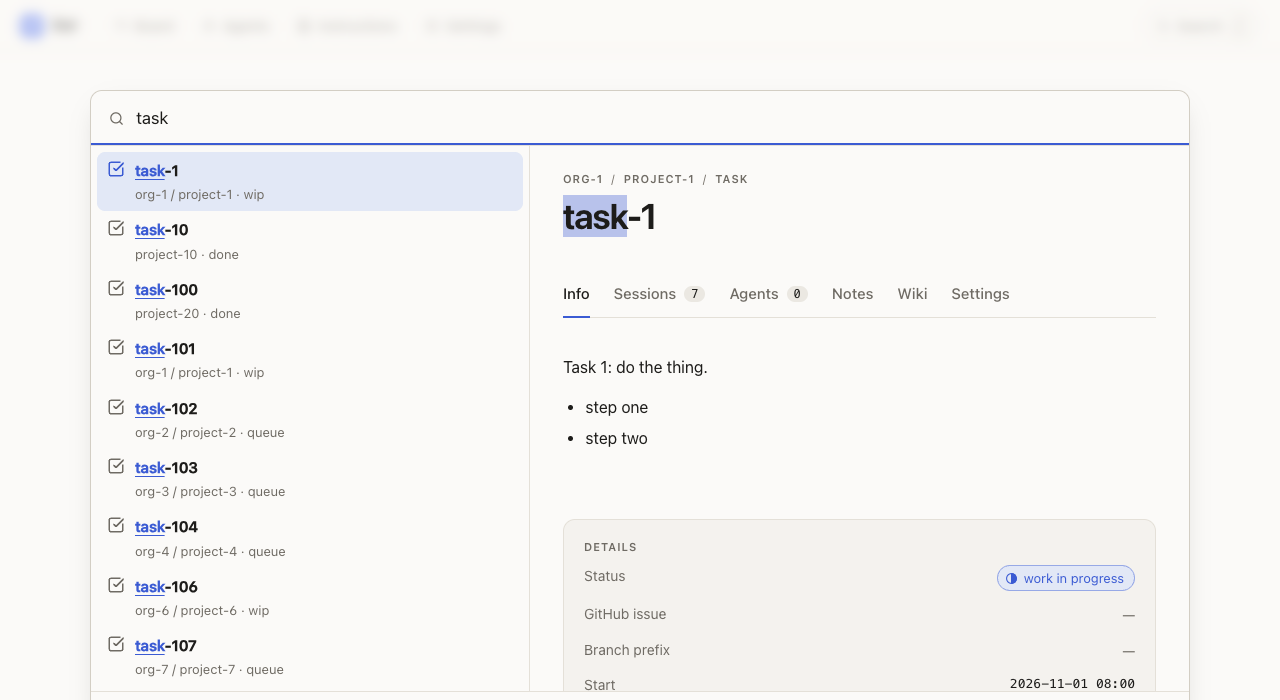 task
task-1
org-1 / project-1 · wip
task-10
project-10 · done
task-100
project-20 · done
task-101
org-1 / project-1 · wip
task-102
org-2 / project-2 · queue
task-103
org-3 / project-3 · queue
task-104
org-4 / project-4 · queue
task-106
org-6 / project-6 · wip
task-107
org-7 / project-7 · queue
ORG-1 / PROJECT-1 / TASK
task-1
Info Sessions 7 Agents 0 Notes Wiki Settings
Task 1: do the thing.
• step one
• step two
DETAILS
Status work in progress
GitHub issue —
Branch prefix —
Start 2026-11-01 08:00